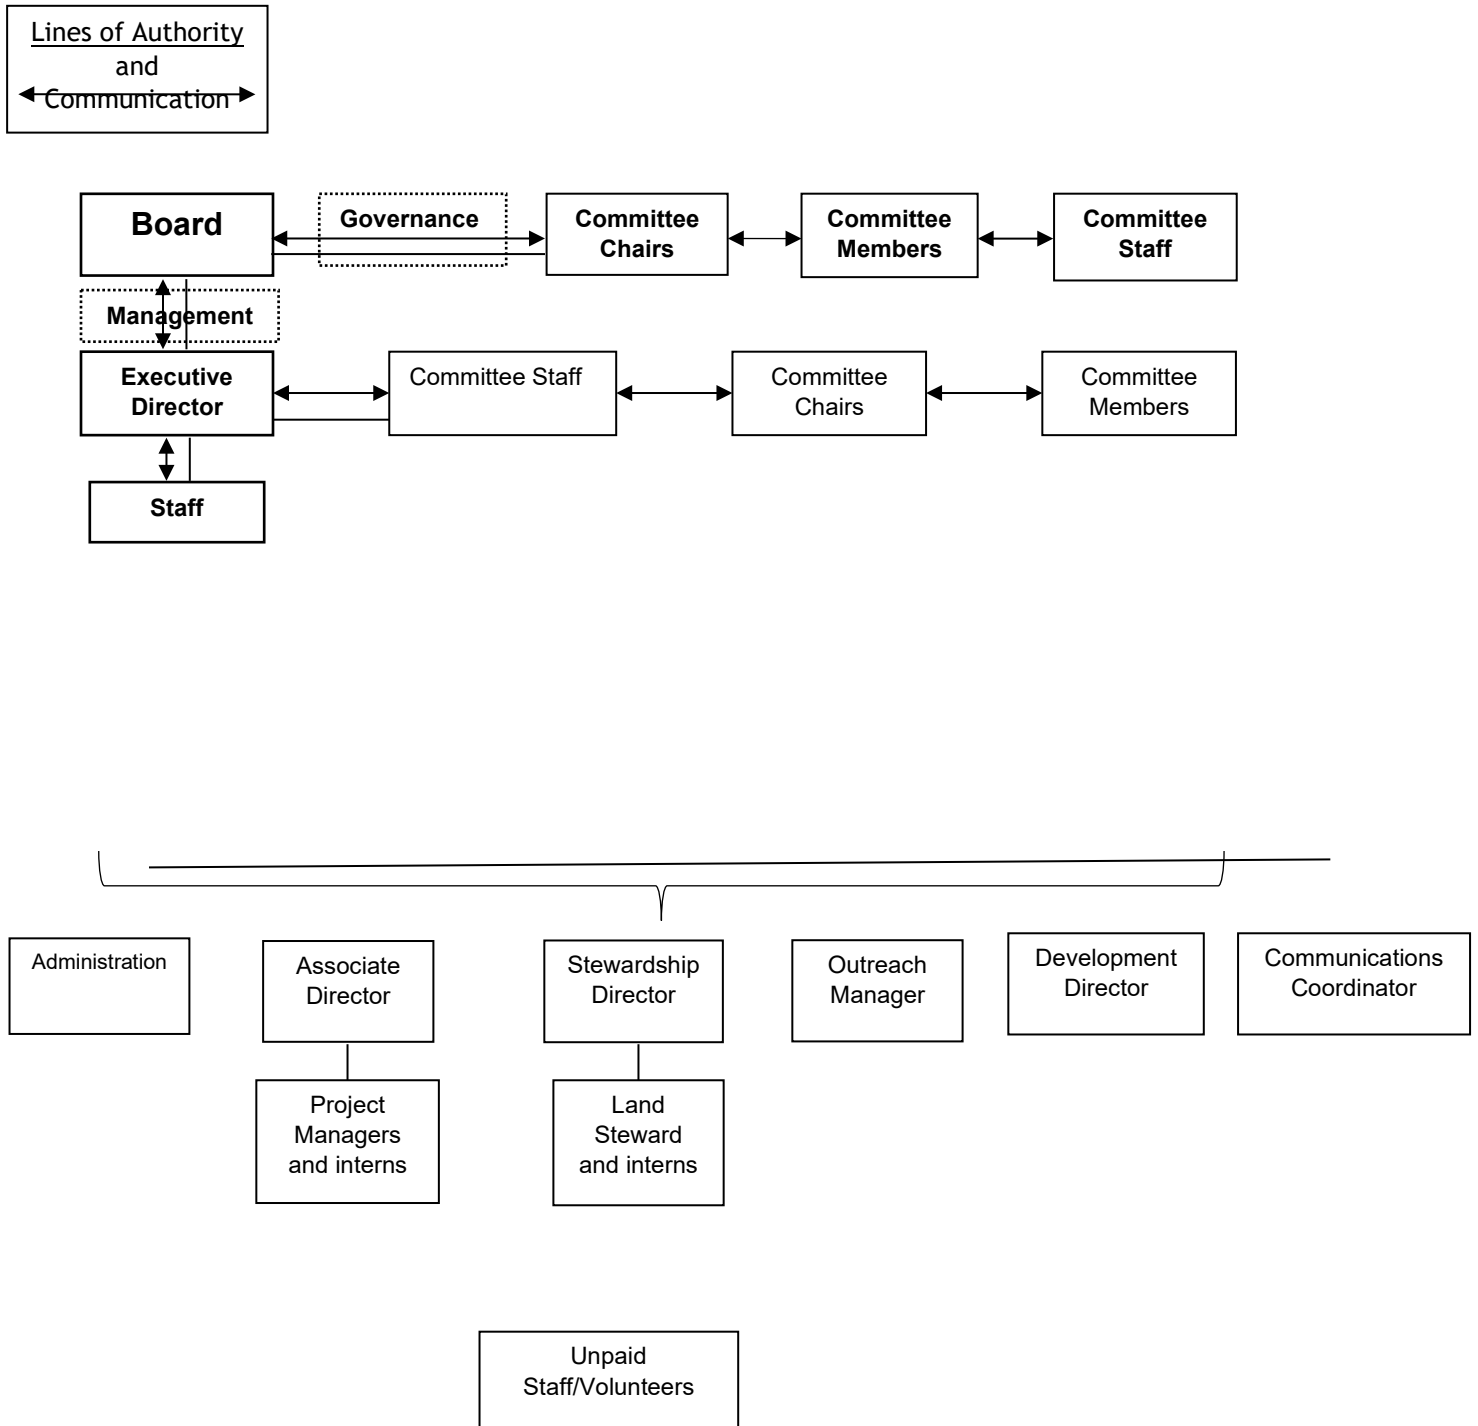 Lines of Authority
and
Communication
Board
Governance
Committee
Chairs
Committee
Members
Committee
Staff
Management
Executive
Director
Committee Staff
Committee
Chairs
Committee
Members
Staff
Administration
Associate
Director
Stewardship
Director
Outreach
Manager
Development
Director
Communications
Coordinator
Project
Managers
and interns
Land
Steward
and interns
Unpaid
Staff/Volunteers